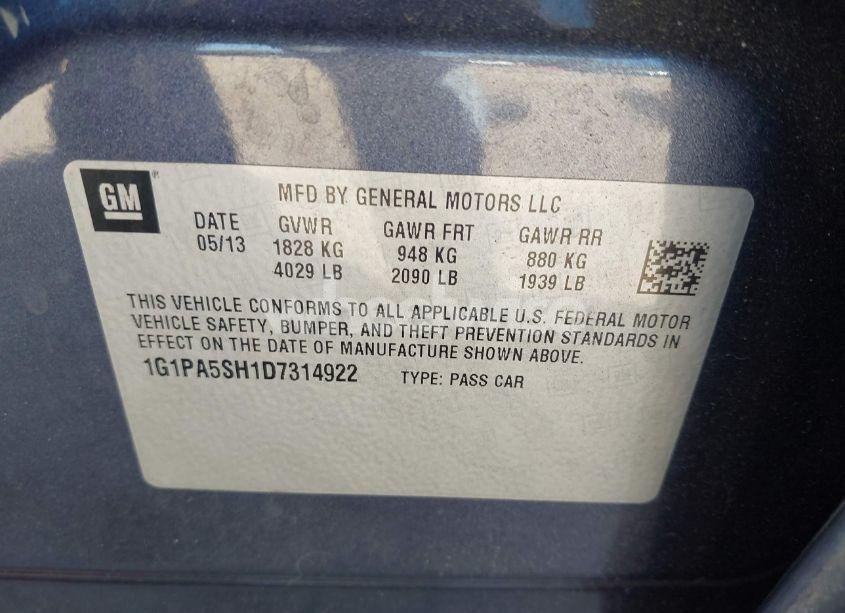 GM
MFD BY GENERAL MOTORS LLC
DATE GVWR GAWR FRT GAWR RR
05/13 1828 KG 948 KG 880 KG
4029 LB 2090 LB 1939 LB
THIS VEHICLE CONFORMS TO ALL APPLICABLE U.S. FEDERAL MOTOR
VEHICLE SAFETY, BUMPER, AND THEFT PREVENTION STANDARDS IN
EFFECT ON THE DATE OF MANUFACTURE SHOWN ABOVE.
1G1PA5SH1D7314922 TYPE: PASS CAR